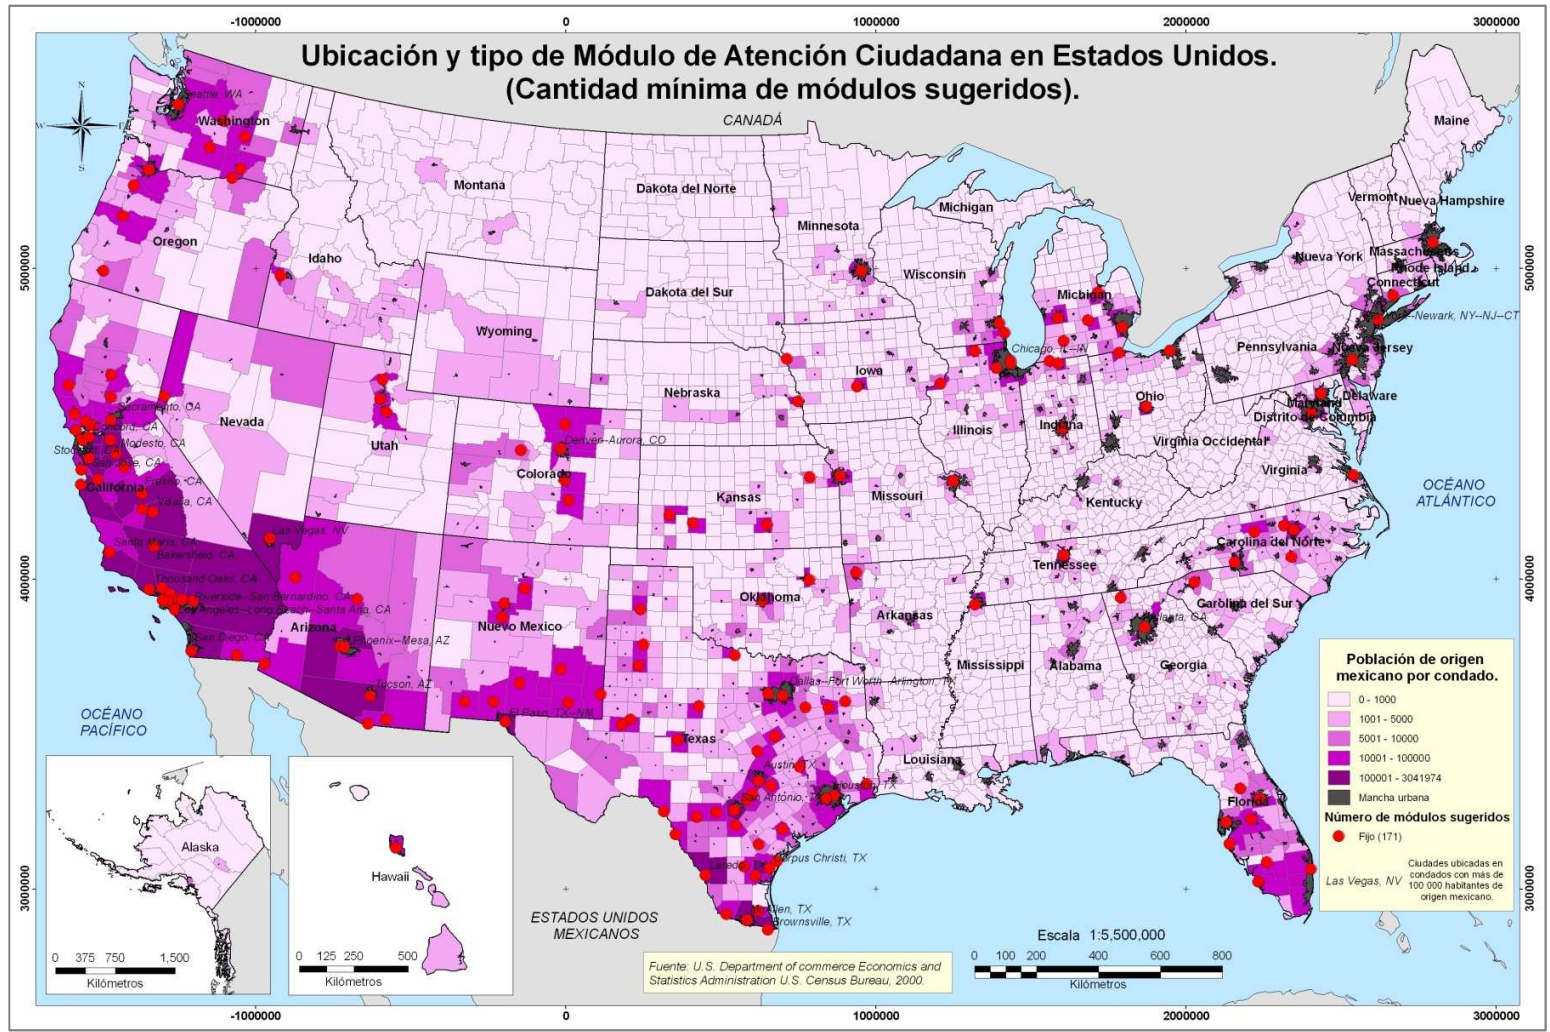 -1000000
0
1000000
2000000
3000000
Ubicación y tipo de Módulo de Atención Ciudadana en Estados Unidos.
(Cantidad mínima de módulos sugeridos).
CANADÁ
N
W
E
S
5000000
4000000
3000000
5000000
4000000
3000000
Seattle, WA
Washington
Montana
Dakota del Norte
Minnesota
Michigan
Maine
Vermont
Nueva Hampshire
Oregon
Idaho
Wisconsin
Nueva York
Massachusetts
Rhode Island
Connecticut
Dakota del Sur
Michigan
Wyoming
York--Newark, NY--NJ--CT
Chicago, IL--IN
Pennsylvania
Nueva Jersey
Iowa
Nebraska
Ohio
Delaware
Maryland
Distrito de Columbia
Sacramento, CA
Nevada
Utah
Illinois
Indiana
Virginia Occidental
Concord, CA
Modesto, CA
Denver--Aurora, CO
Colorado
San Jose, CA
Fresno, CA
California
Visalia, CA
Kansas
Missouri
Kentucky
Virginia
OCÉANO
ATLÁNTICO
Las Vegas, NV
Santa Maria, CA
Bakersfield, CA
Carolina del Norte
Tennessee
Thousand Oaks, CA
Riverside--San Bernardino, CA
Los Angeles--Long Beach--Santa Ana, CA
Oklahoma
Arkansas
Carolina del Sur
San Diego, CA
Arizona
Phoenix--Mesa, AZ
Nuevo Mexico
Atlanta, GA
Mississippi
Alabama
Georgia
Tucson, AZ
Dallas--Fort Worth--Arlington, TX
El Paso, TX--NM
OCÉANO
PACÍFICO
Texas
Louisiana
Austin, TX
San Antonio, TX
Houston, TX
Florida
Corpus Christi, TX
Laredo, TX
McAllen, TX
Brownsville, TX
ESTADOS UNIDOS
MEXICANOS
Alaska
0 375 750 1,500
Kilómetros
Hawaii
0 125 250 500
Kilómetros
Fuente: U.S. Department of commerce Economics and
Statistics Administration U.S. Census Bureau, 2000.
Escala 1:5,500,000
0 100 200 400 600 800
Kilómetros
Población de origen
mexicano por condado.
0 - 1000
1001 - 5000
5001 - 10000
10001 - 100000
100001 - 3041974
Mancha urbana
Número de módulos sugeridos
Fijo (171)
Las Vegas, NV
Ciudades ubicadas en
condados con más de
100 000 habitantes de
origen mexicano.
-1000000
0
1000000
2000000
3000000